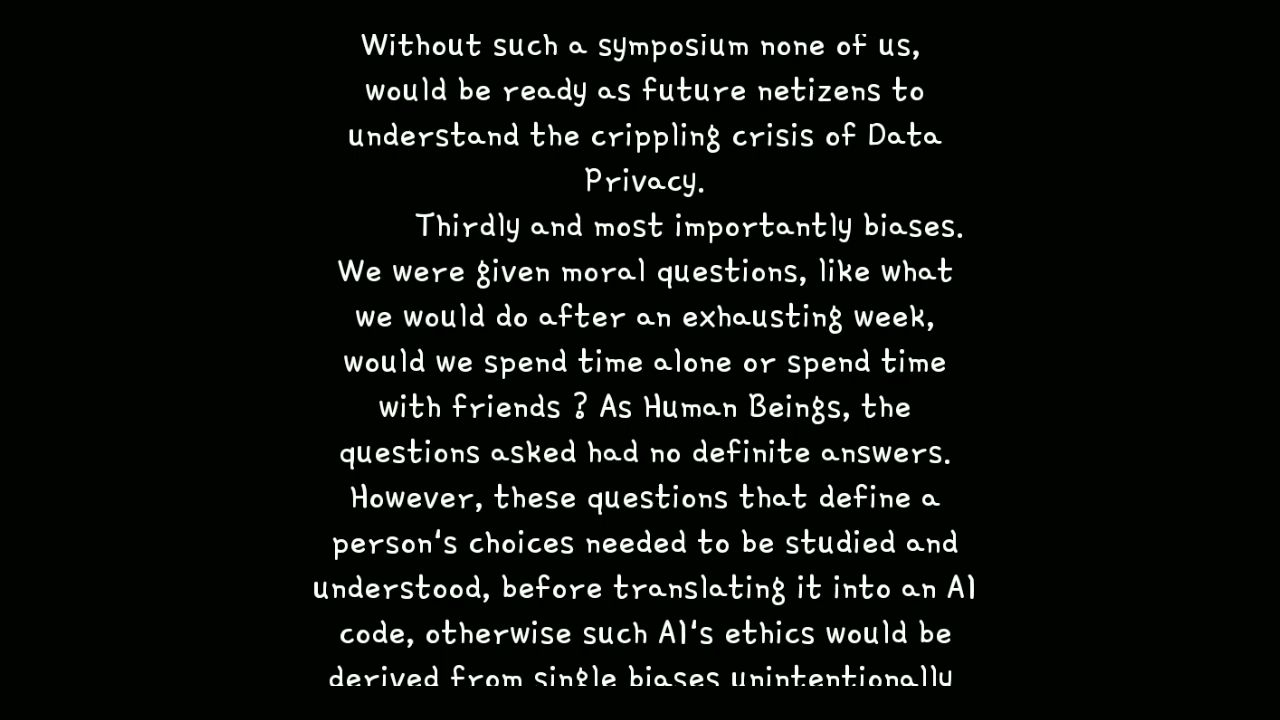 Without such a symposium none of us,
would be ready as future netizens to
understand the crippling crisis of Data
Privacy.
Thirdly and most importantly biases.
We were given moral questions, like what
we would do after an exhausting week,
would we spend time alone or spend time
with friends ? As Human Beings, the
questions asked had no definite answers.
However, these questions that define a
person's choices needed to be studied and
understood, before translating it into an AI
code, otherwise such AI's ethics would be
derived from single biases unintentionally